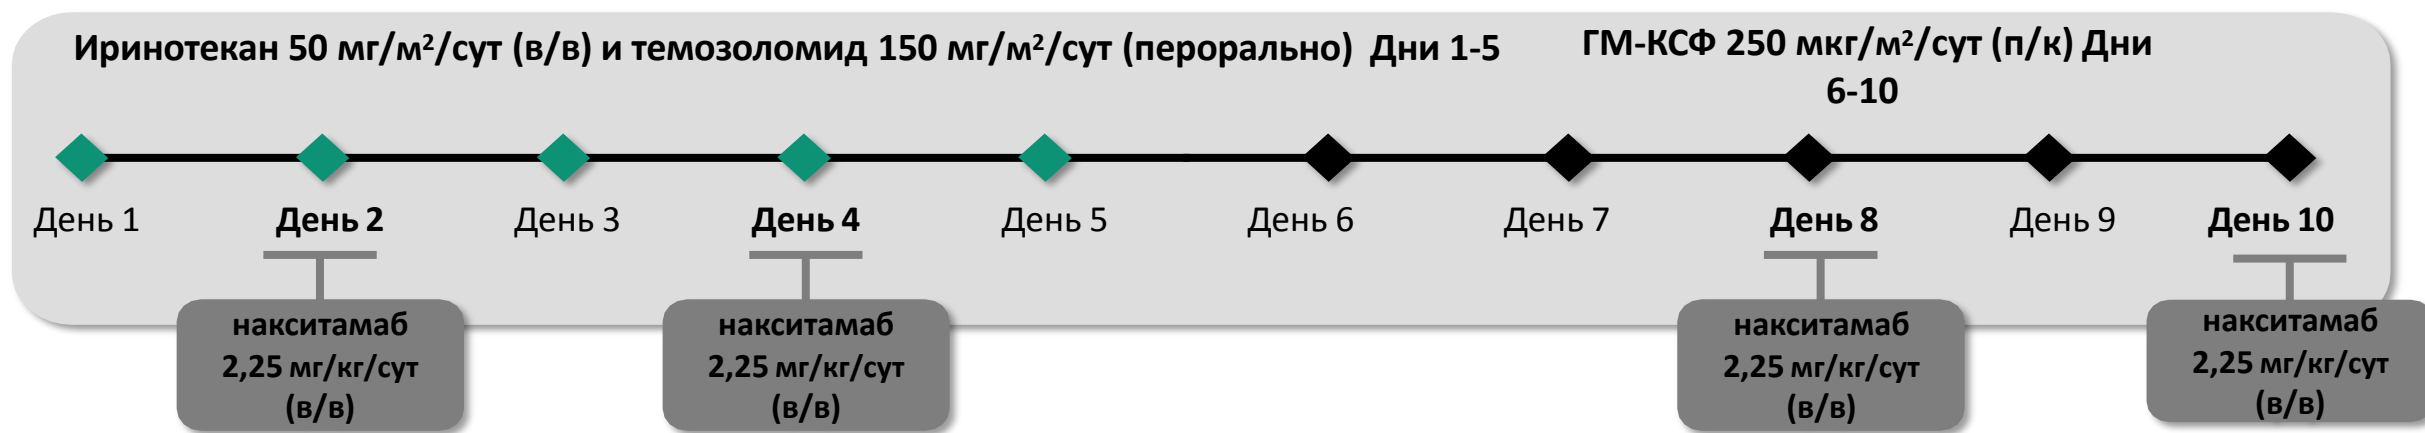 Иринотекан 50 мг/м²/сут (в/в) и темозоломид 150 мг/м²/сут (перорально) Дни 1-5
ГМ-КСФ 250 мкг/м²/сут (п/к) Дни
6-10
День 1
День 2
День 3
День 4
День 5
День 6
День 7
День 8
День 9
День 10
накситамаб
2,25 мг/кг/сут
(в/в)
накситамаб
2,25 мг/кг/сут
(в/в)
накситамаб
2,25 мг/кг/сут
(в/в)
накситамаб
2,25 мг/кг/сут
(в/в)